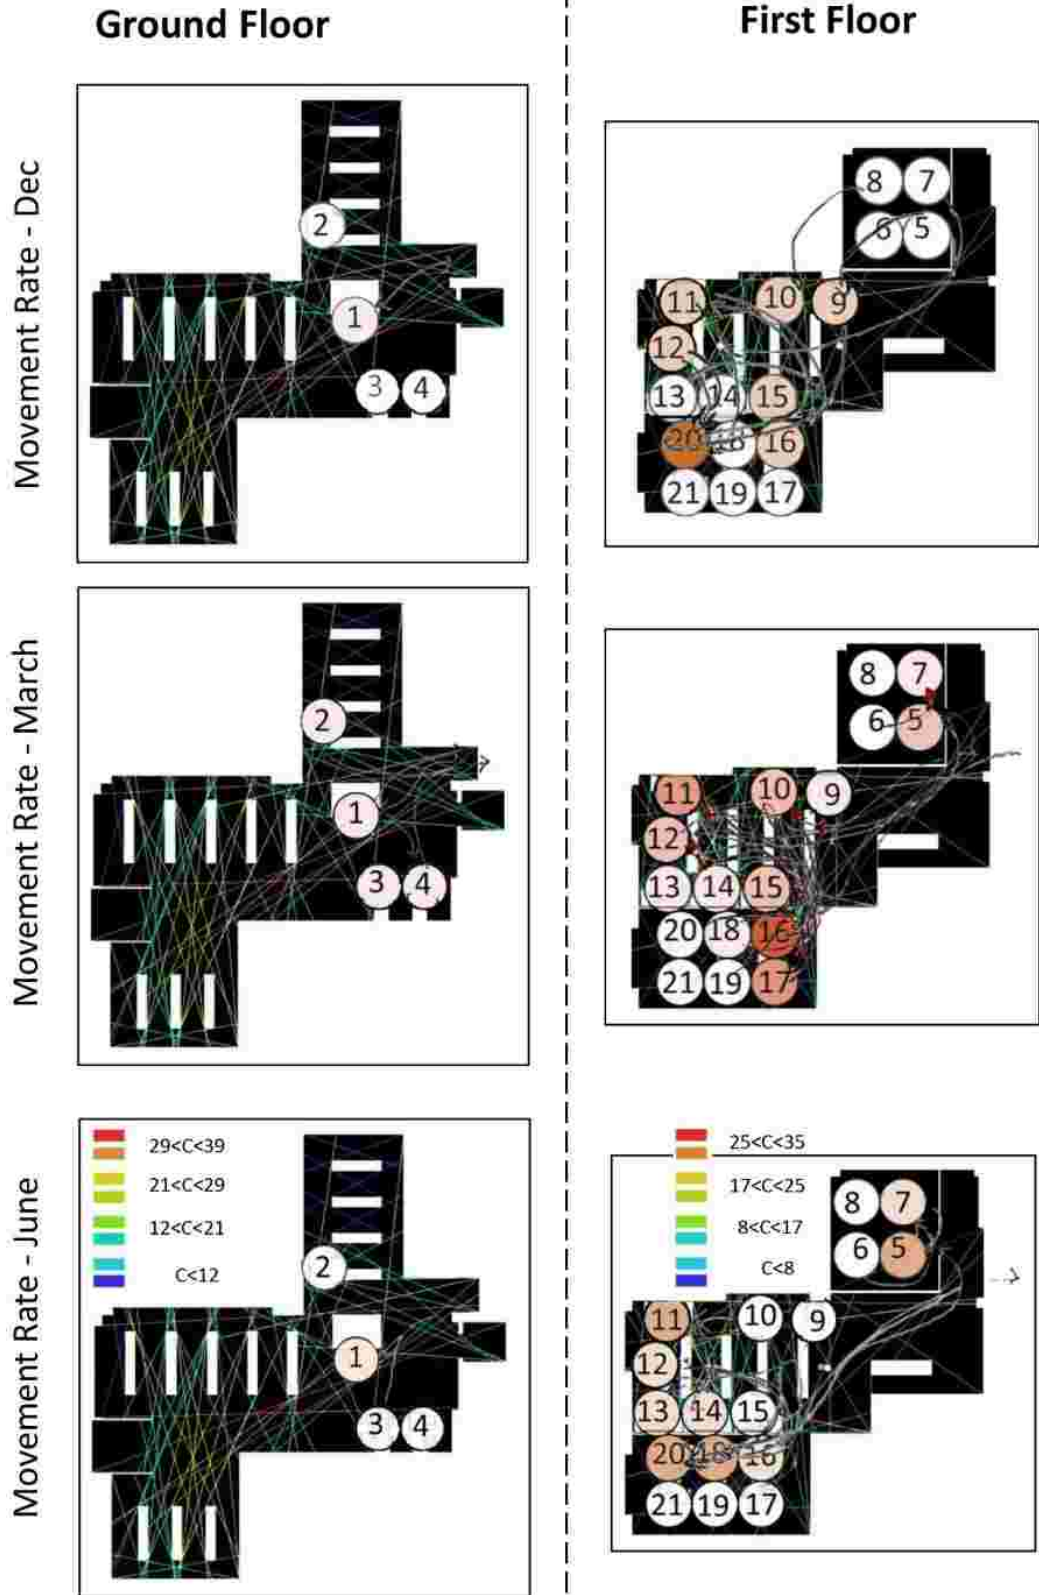 Ground Floor
First Floor
Movement Rate - Dec
2
1
3 4
8 7
6 5
11 10 9
12
13 14 15
20 18 16
21 19 17
Movement Rate - March
2
1
3 4
8 7
6 5
11 10 9
12
13 14 15
20 18 16
21 19 17
Movement Rate - June
29<C<39
21<C<29
12<C<21
C<12
2
1
3 4
25<C<35
17<C<25
8<C<17
C<8
8 7
6 5
11 10 9
12
13 14 15
20 18 16
21 19 17